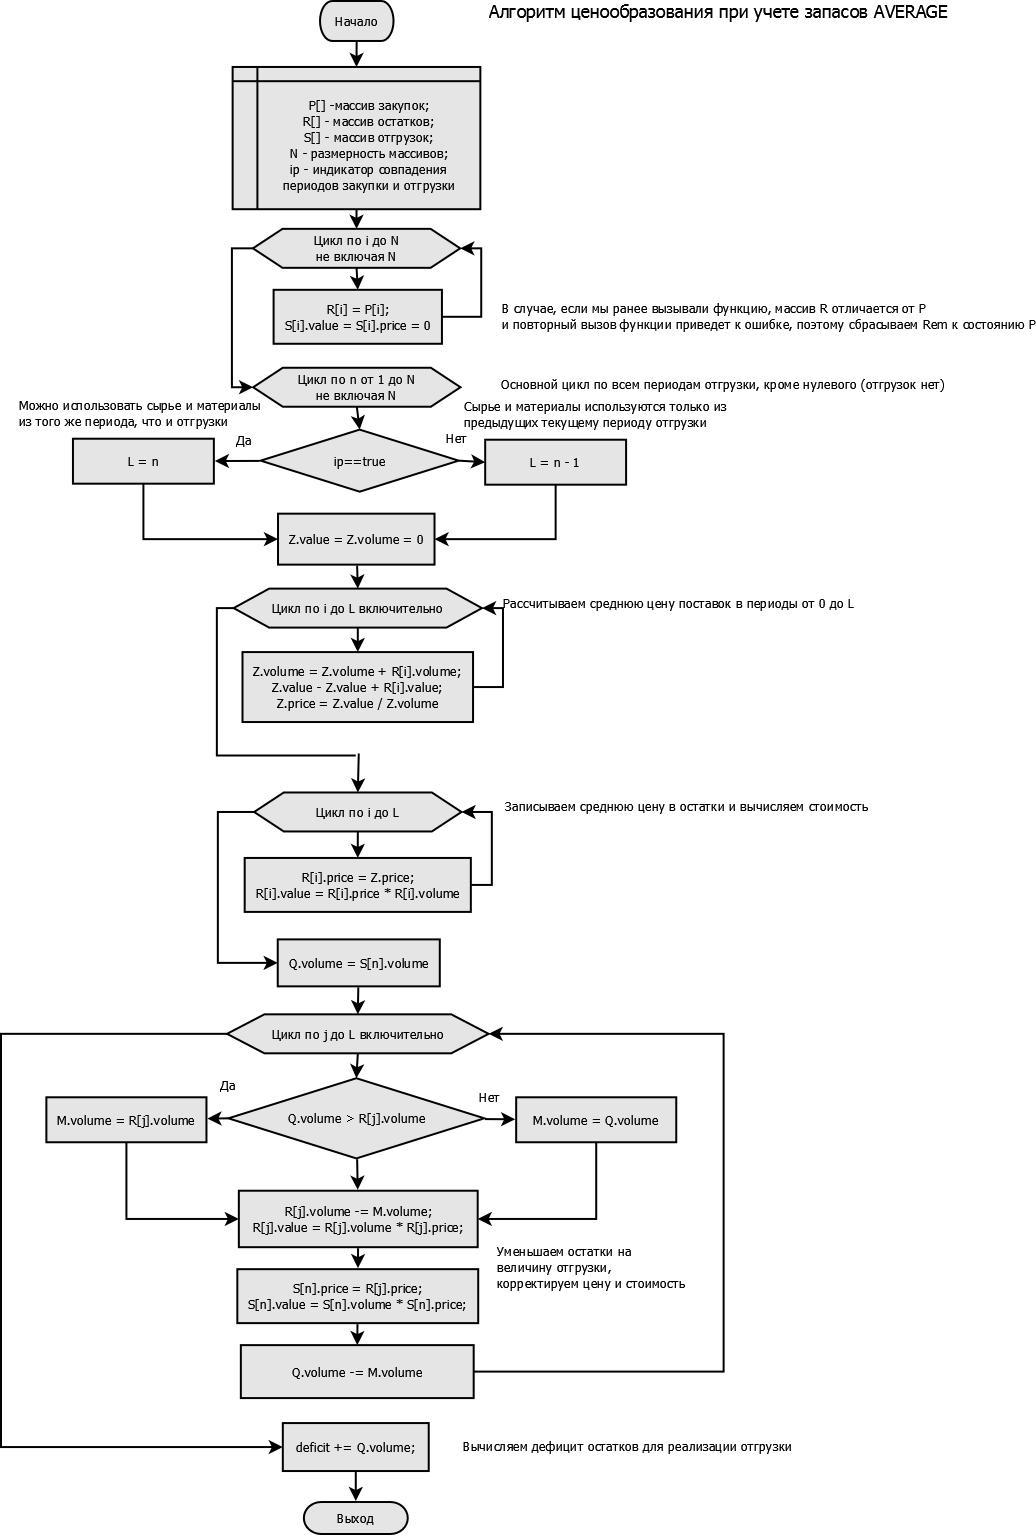 Алгоритм ценообразования при учете запасов AVERAGE
Начало
P[] -массив закупок;
R[] - массив остатков;
S[] - массив отгрузок;
N - размерность массивов;
ip - индикатор совпадения
периодов закупки и отгрузки
Цикл по i до N
не включая N
R[i] = P[i];
S[i].value = S[i].price = 0
В случае, если мы ранее вызывали функцию, массив R отличается от P
и повторный вызов функции приведет к ошибке, поэтому сбрасываем Rem к состоянию P
Цикл по n от 1 до N
не включая N
Основной цикл по всем периодам отгрузки, кроме нулевого (отгрузок нет)
Можно использовать сырье и материалы
из того же периода, что и отгрузки
Сырье и материалы используются только из
предыдущих текущему периоду отгрузки
Да
Нет
L = n
ip==true
L = n - 1
Z.value = Z.volume = 0
Цикл по i до L включительно
Рассчитываем среднюю цену поставок в периоды от 0 до L
Z.volume = Z.volume + R[i].volume;
Z.value - Z.value + R[i].value;
Z.price = Z.value / Z.volume
Цикл по i до L
Записываем среднюю цену в остатки и вычисляем стоимость
R[i].price = Z.price;
R[i].value = R[i].price * R[i].volume
Q.volume = S[n].volume
Цикл по j до L включительно
Да
Нет
M.volume = R[j].volume
Q.volume > R[j].volume
M.volume = Q.volume
R[j].volume -= M.volume;
R[j].value = R[j].volume * R[j].price;
Уменьшаем остатки на
величину отгрузки,
корректируем цену и стоимость
S[n].price = R[j].price;
S[n].value = S[n].volume * S[n].price;
Q.volume -= M.volume
deficit += Q.volume;
Вычисляем дефицит остатков для реализации отгрузки
Выход